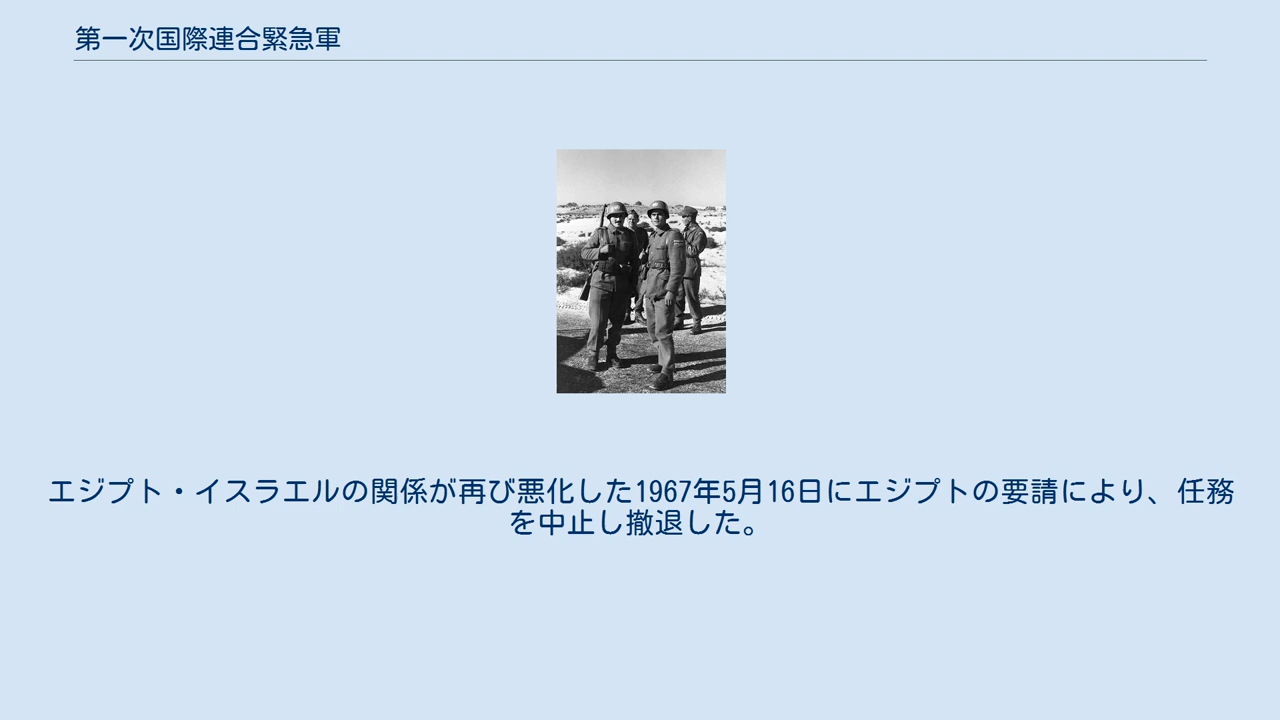 第一次国際連合緊急軍
エジプト・イスラエルの関係が再び悪化した1967年5月16日にエジプトの要請により、任務
を中止し撤退した。